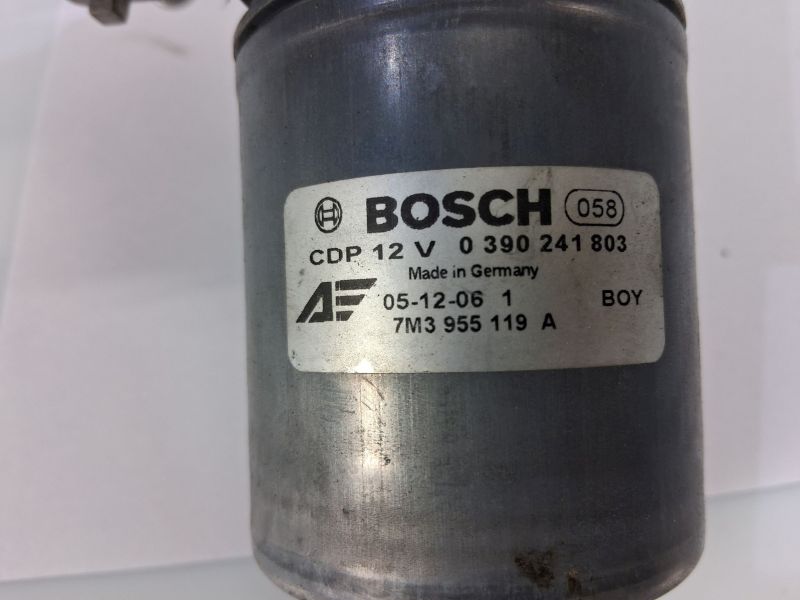 BOSCH 058
CDP 12 V 0 390 241 803
Made in Germany
AE 05-12-06 1 BOY
7M3 955 119 A